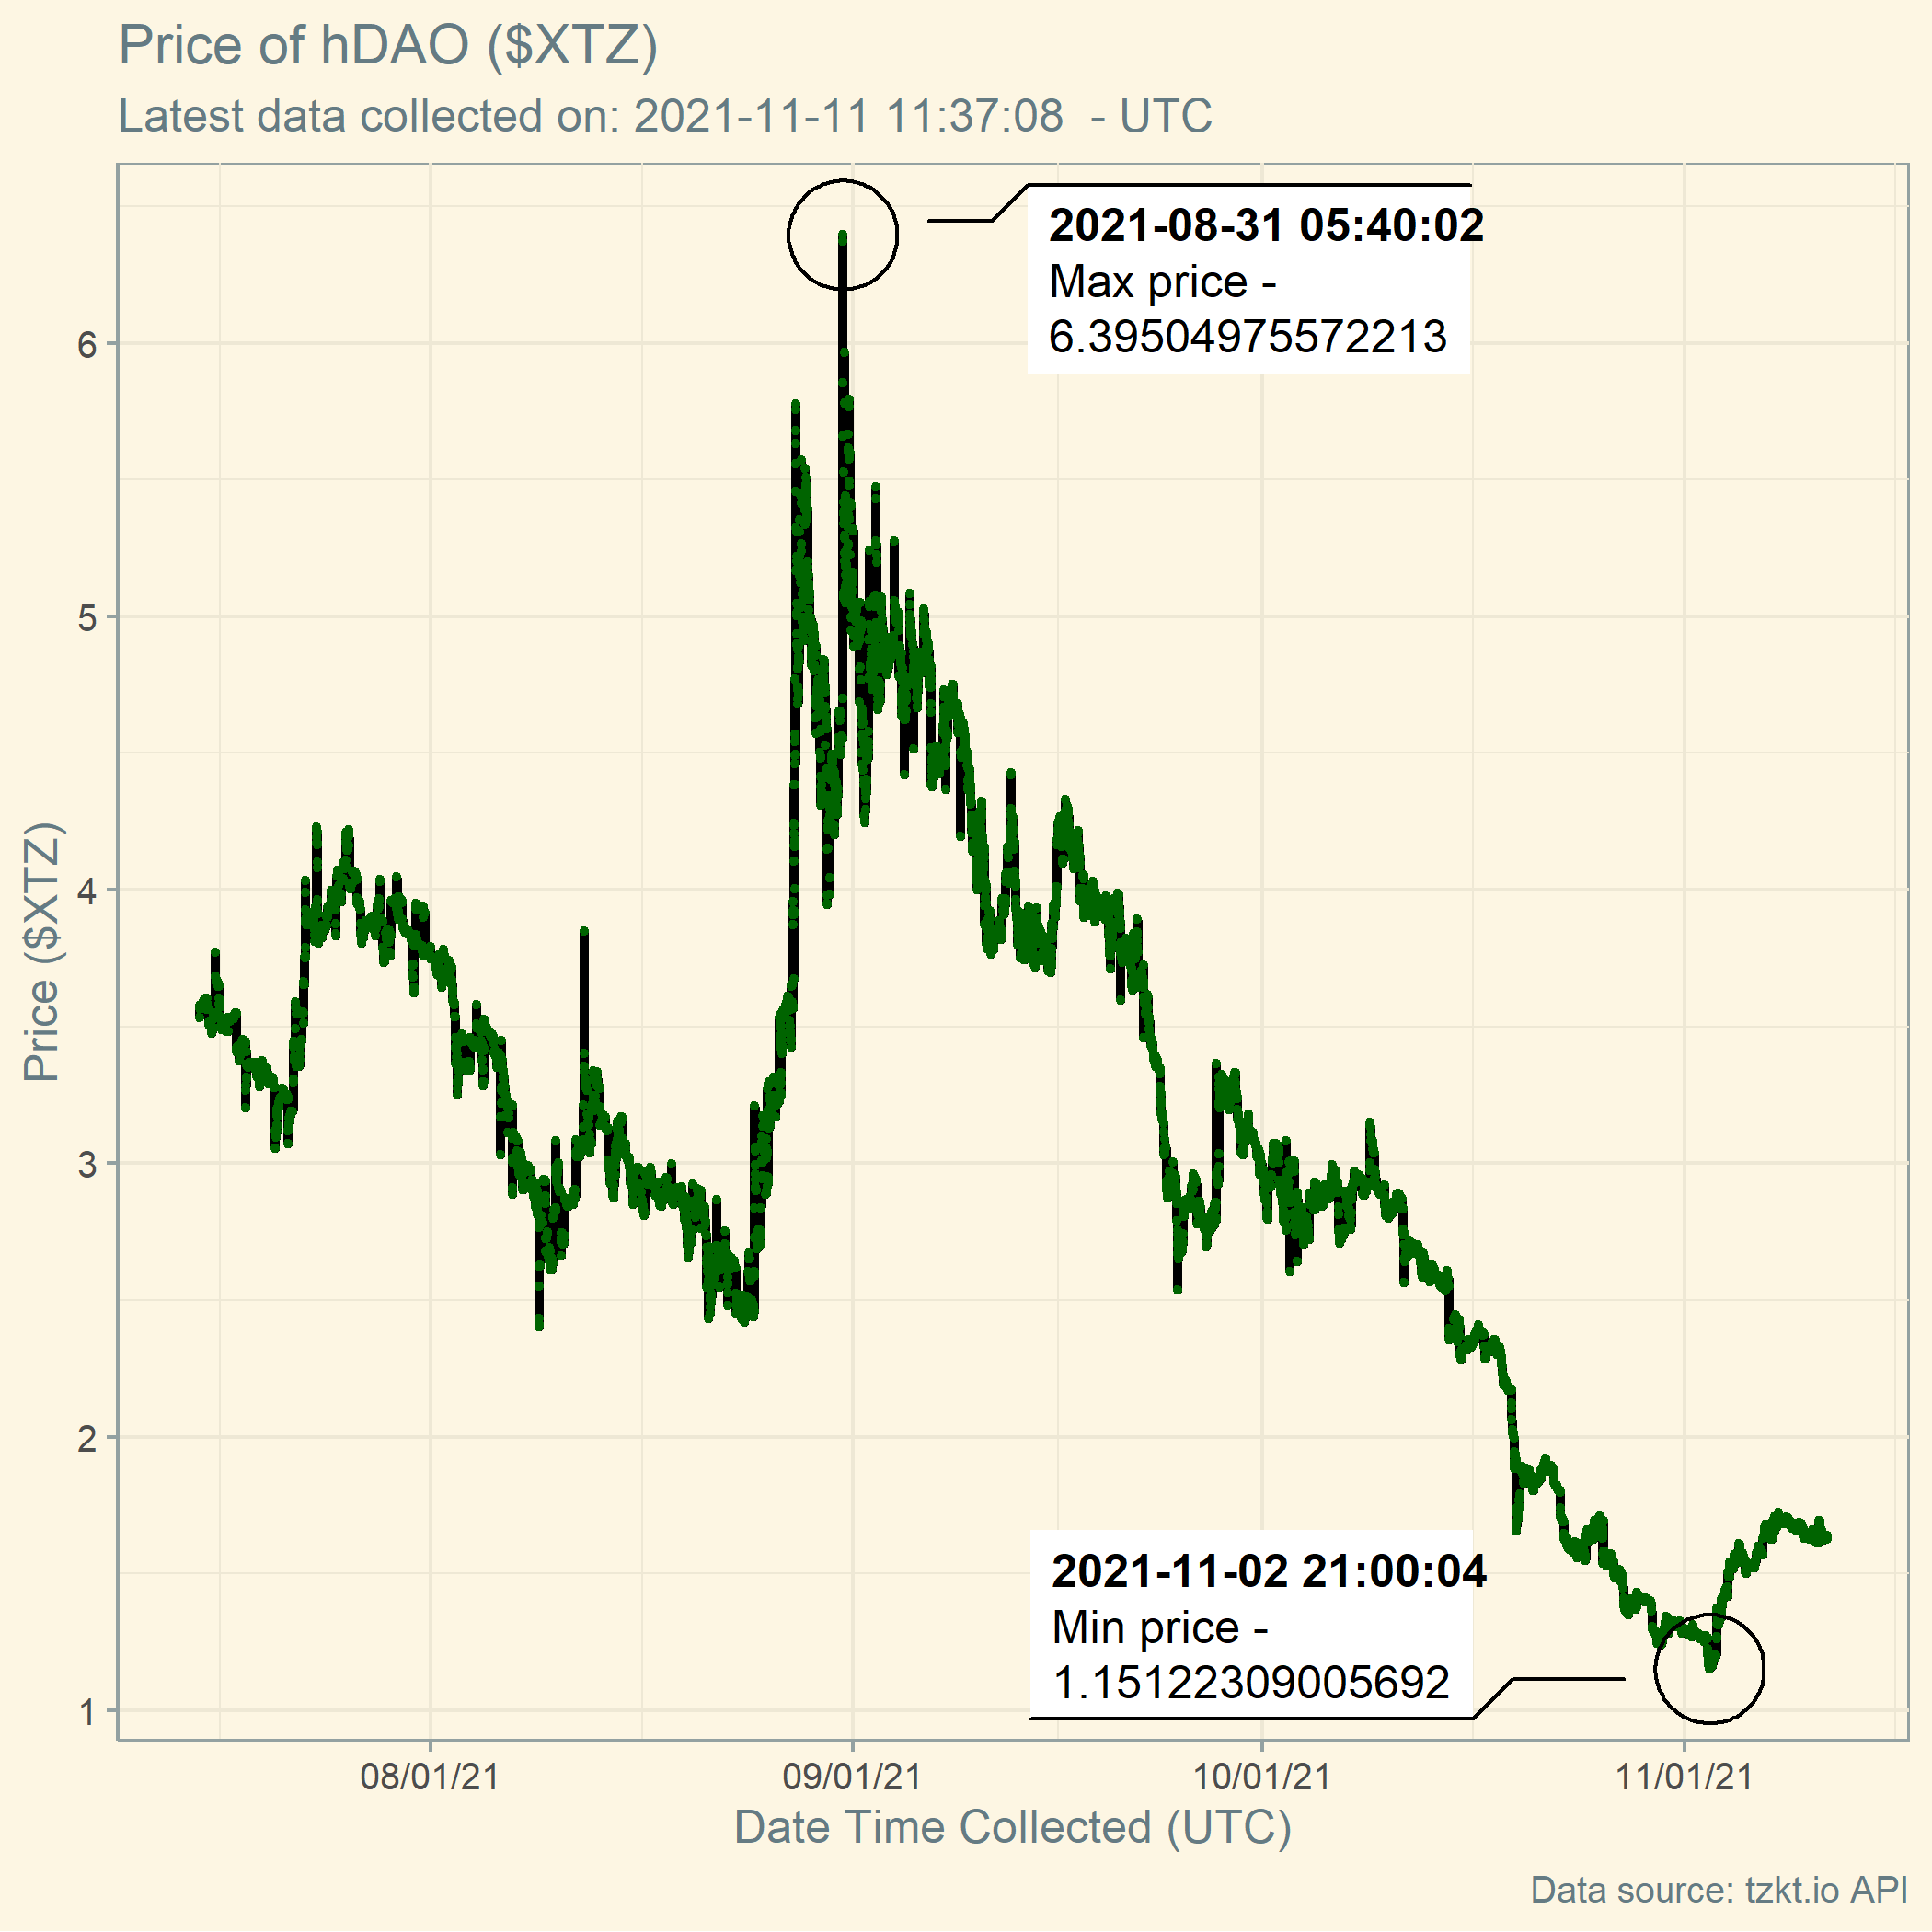 Price of hDAO ($XTZ)
Latest data collected on: 2021-11-11 11:37:08 - UTC
2021-08-31 05:40:02
Max price -
6.39504975572213
6
5
4
3
2
1
Price ($XTZ)
2021-11-02 21:00:04
Min price -
1.15122309005692
08/01/21
09/01/21
10/01/21
11/01/21
Date Time Collected (UTC)
Data source: tzkt.io API